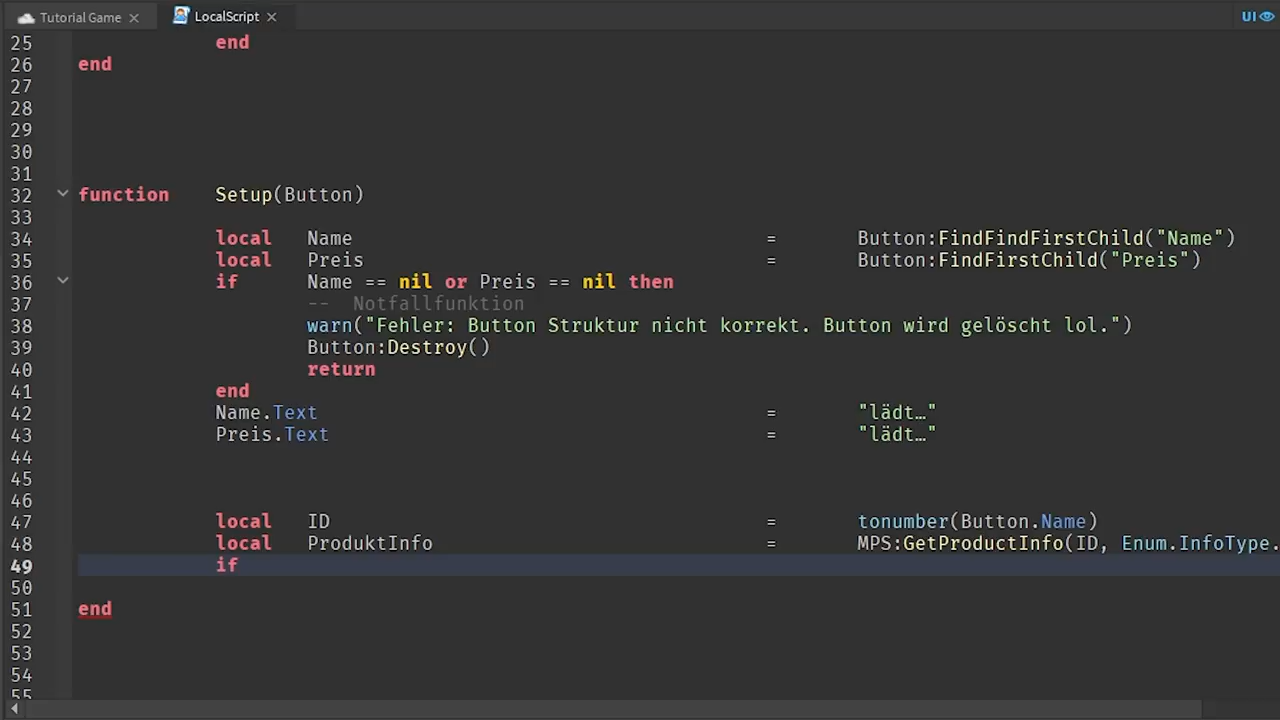 Tutorial Game
LocalScript
UI
25 end
26 end
27
28
29
30
31
32 function Setup(Button)
33
34 local Name = Button:FindFindFirstChild("Name")
35 local Preis = Button:FindFirstChild("Preis")
36 if Name == nil or Preis == nil then
37 -- Notfallfunktion
38 warn("Fehler: Button Struktur nicht korrekt. Button wird gelöscht lol.")
39 Button:Destroy()
40 return
41 end
42 Name.Text = "lädt…"
43 Preis.Text = "lädt…"
44
45
46
47 local ID = tonumber(Button.Name)
48 local ProduktInfo = MPS:GetProductInfo(ID, Enum.InfoType.
49 if
50
51 end
52
53
54
55